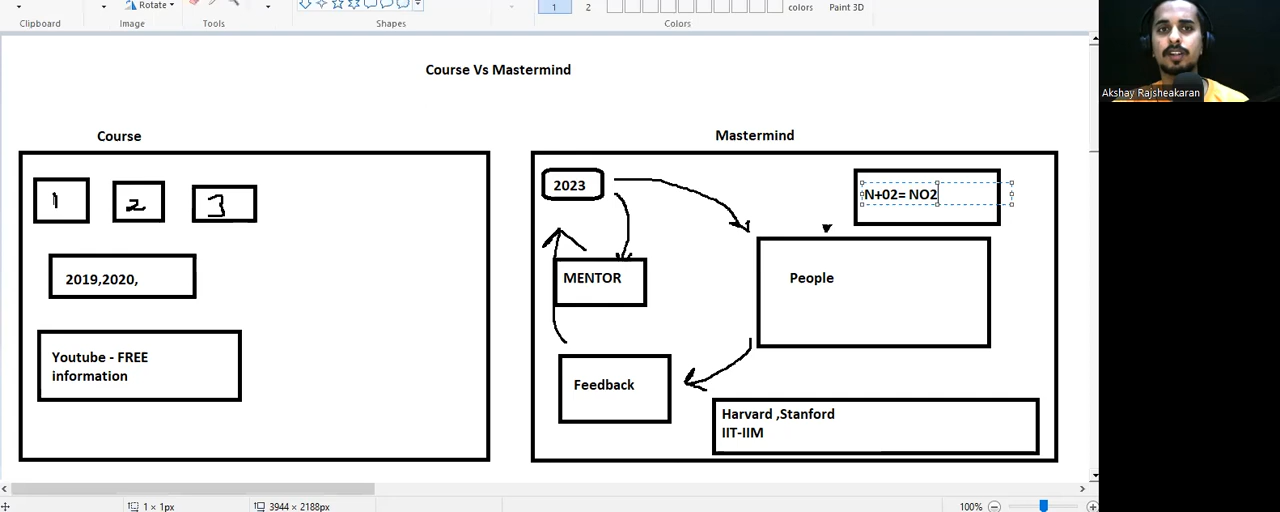 Rotate
Clipboard
Image
Tools
Shapes
1
2
colors
Paint 3D
Colors
Akshay Rajsheakaran
Course Vs Mastermind
Course
Mastermind
1
2
3
2019,2020,
Youtube - FREE
information
2023
N+02= NO2
MENTOR
People
Feedback
Harvard ,Stanford
IIT-IIM
1 × 1px
3944 × 2188px
100%